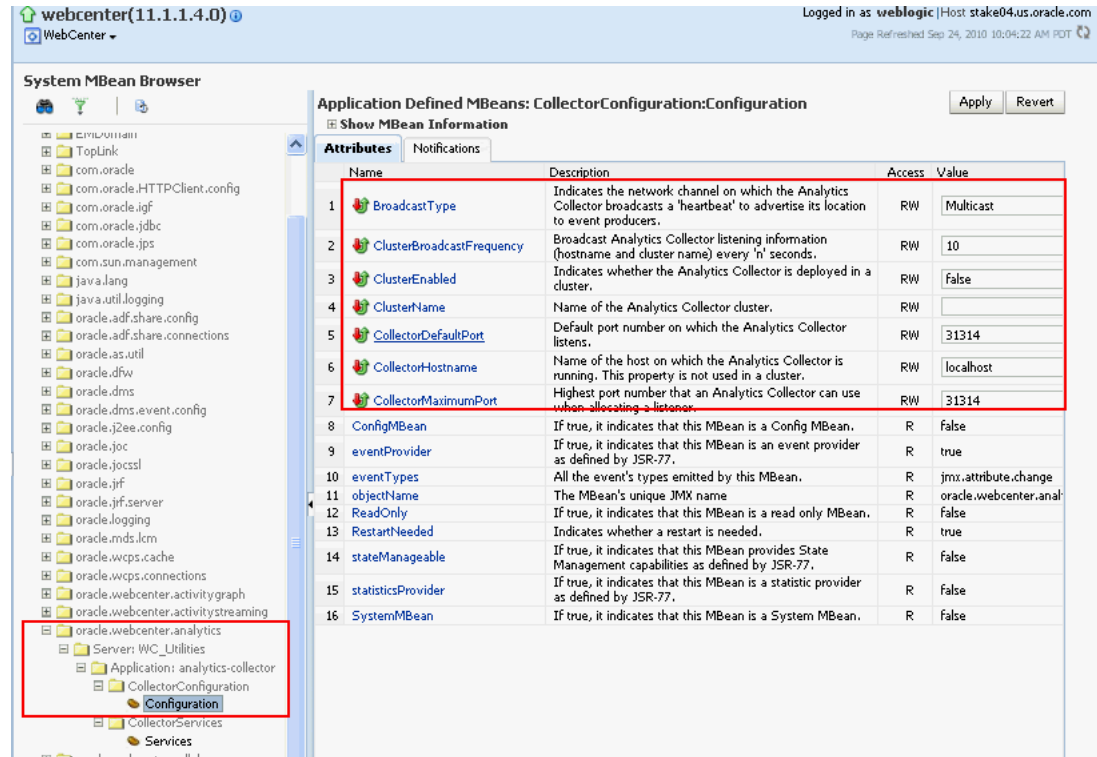 webcenter(11.1.1.4.0)
Logged in as weblogic |Host stake04.us.oracle.com
WebCenter
Page Refreshed Sep 24, 2010 10:04:22 AM PDT
System MBean Browser
EMDomain
TopLink
com.oracle
com.oracle.HTTPClient.config
com.oracle.igf
com.oracle.jdbc
com.oracle.jps
com.sun.management
java.lang
java.util.logging
oracle.adf.share.config
oracle.adf.share.connections
oracle.as.util
oracle.dfw
oracle.dms
oracle.dms.event.config
oracle.j2ee.config
oracle.joc
oracle.jocssl
oracle.jrf
oracle.jrf.server
oracle.logging
oracle.mds.lcm
oracle.wcps.cache
oracle.wcps.connections
oracle.webcenter.activitygraph
oracle.webcenter.activitystreaming
oracle.webcenter.analytics
Server: WC_Utilities
Application: analytics-collector
CollectorConfiguration
Configuration
CollectorServices
Services
Application Defined MBeans: CollectorConfiguration:Configuration
Apply Revert
Show MBean Information
Attributes Notifications
Name Description Access Value
1 BroadcastType Indicates the network channel on which the Analytics Collector broadcasts a 'heartbeat' to advertise its location to event producers. RW Multicast
2 ClusterBroadcastFrequency Broadcast Analytics Collector listening information (hostname and cluster name) every 'n' seconds. RW 10
3 ClusterEnabled Indicates whether the Analytics Collector is deployed in a cluster. RW false
4 ClusterName Name of the Analytics Collector cluster. RW
5 CollectorDefaultPort Default port number on which the Analytics Collector listens. RW 31314
6 CollectorHostname Name of the host on which the Analytics Collector is running. This property is not used in a cluster. RW localhost
7 CollectorMaximumPort Highest port number that an Analytics Collector can use when allocating a listener. RW 31314
8 ConfigMBean If true, it indicates that this MBean is a Config MBean. R false
9 eventProvider If true, it indicates that this MBean is an event provider as defined by JSR-77. R true
10 eventTypes All the event's types emitted by this MBean. R jmx.attribute.change
11 objectName The MBean's unique JMX name R oracle.webcenter.anal
12 ReadOnly If true, it indicates that this MBean is a read only MBean. R false
13 RestartNeeded Indicates whether a restart is needed. R true
14 stateManageable If true, it indicates that this MBean provides State Management capabilities as defined by JSR-77. R false
15 statisticsProvider If true, it indicates that this MBean is a statistic provider as defined by JSR-77. R false
16 SystemMBean If true, it indicates that this MBean is a System MBean. R false